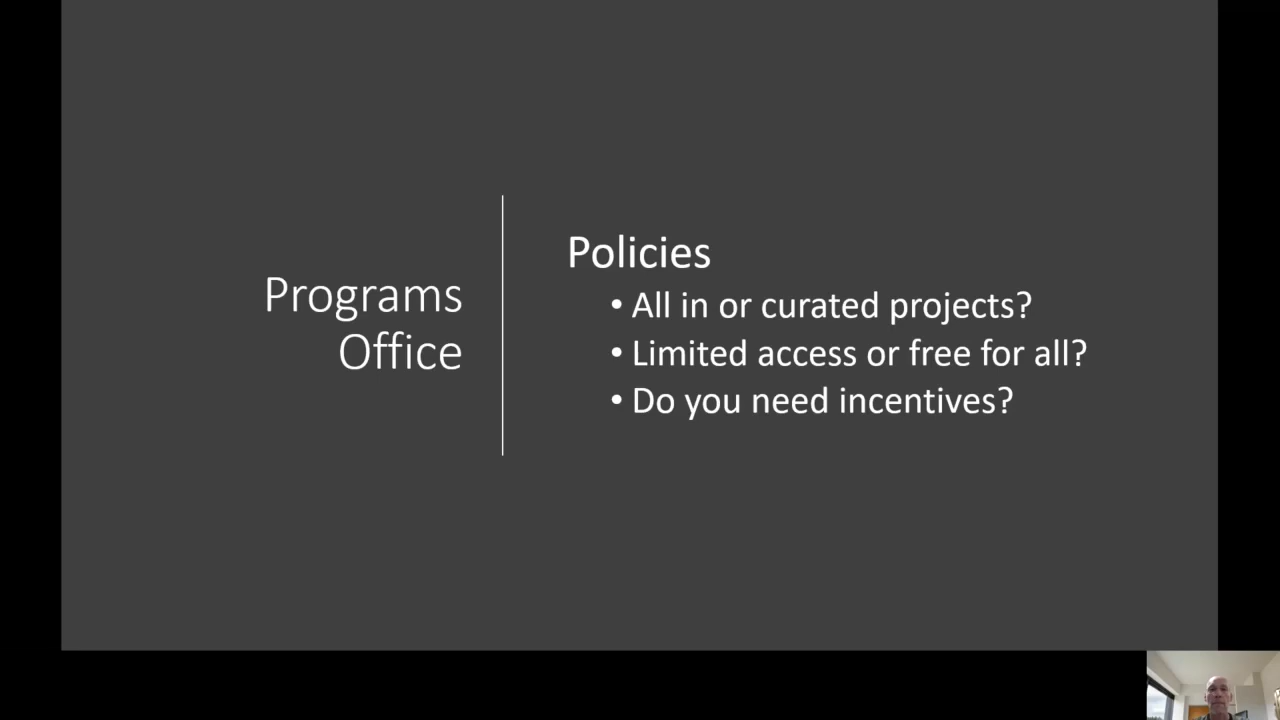 Programs
Office
Policies
• All in or curated projects?
• Limited access or free for all?
• Do you need incentives?